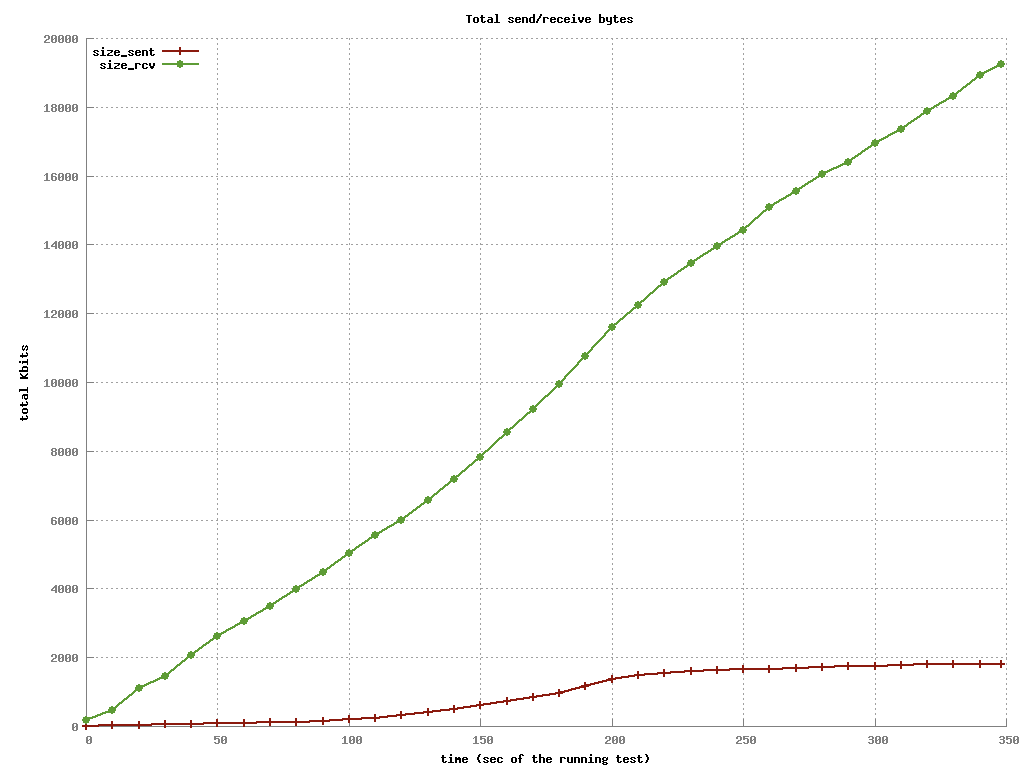 Total send/receive bytes
20000
size_sent
size_rcv
18000
16000
14000
12000
total Kbits
10000
8000
6000
4000
2000
0
0 50 100 150 200 250 300 350
time (sec of the running test)